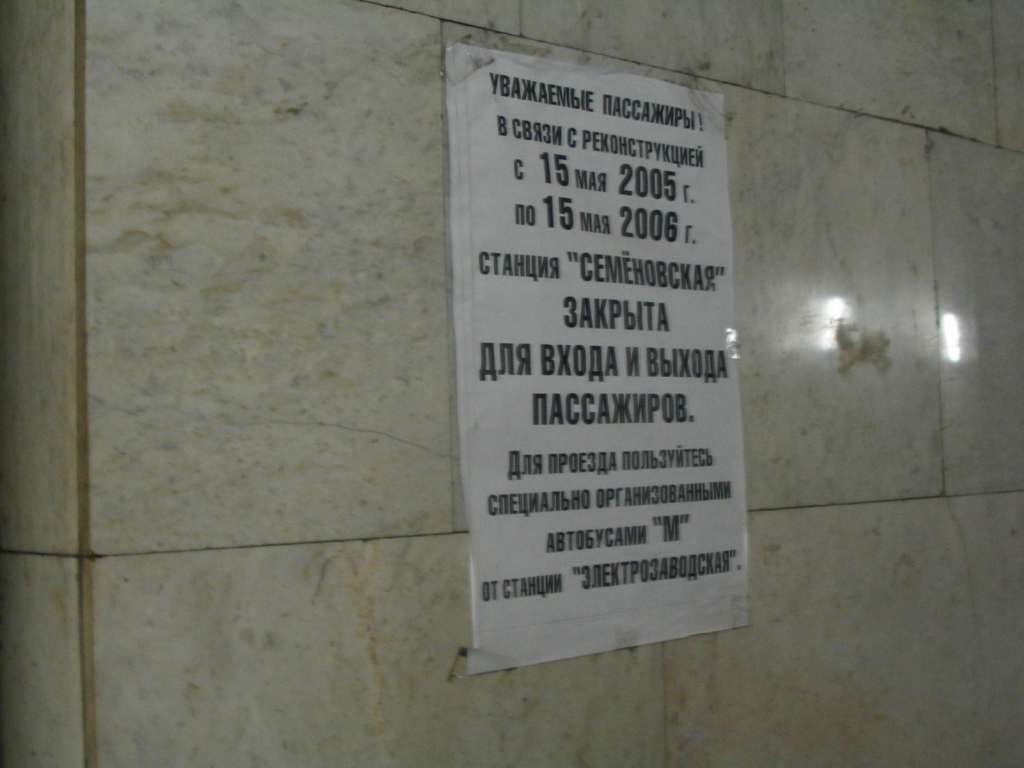 УВАЖАЕМЫЕ ПАССАЖИРЫ!
В СВЯЗИ С РЕКОНСТРУКЦИЕЙ
С 15 МАЯ 2005 Г.
ПО 15 МАЯ 2006 Г.
СТАНЦИЯ "СЕМЁНОВСКАЯ"
ЗАКРЫТА
ДЛЯ ВХОДА И ВЫХОДА
ПАССАЖИРОВ.
ДЛЯ ПРОЕЗДА ПОЛЬЗУЙТЕСЬ
СПЕЦИАЛЬНО ОРГАНИЗОВАННЫМИ
АВТОБУСАМИ "М"
ОТ СТАНЦИИ "ЭЛЕКТРОЗАВОДСКАЯ".